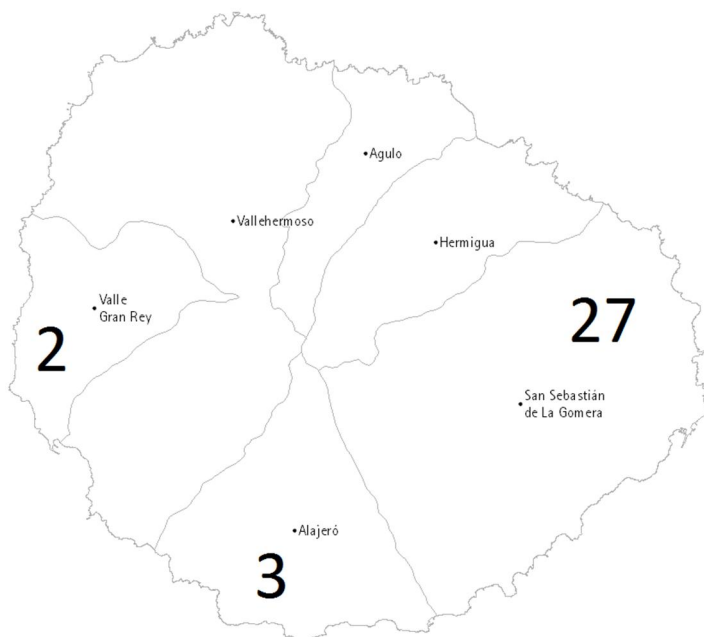 Agulo
Vallehermoso
Hermigua
Valle
Gran Rey
2
27
San Sebastián
de La Gomera
Alajeró
3